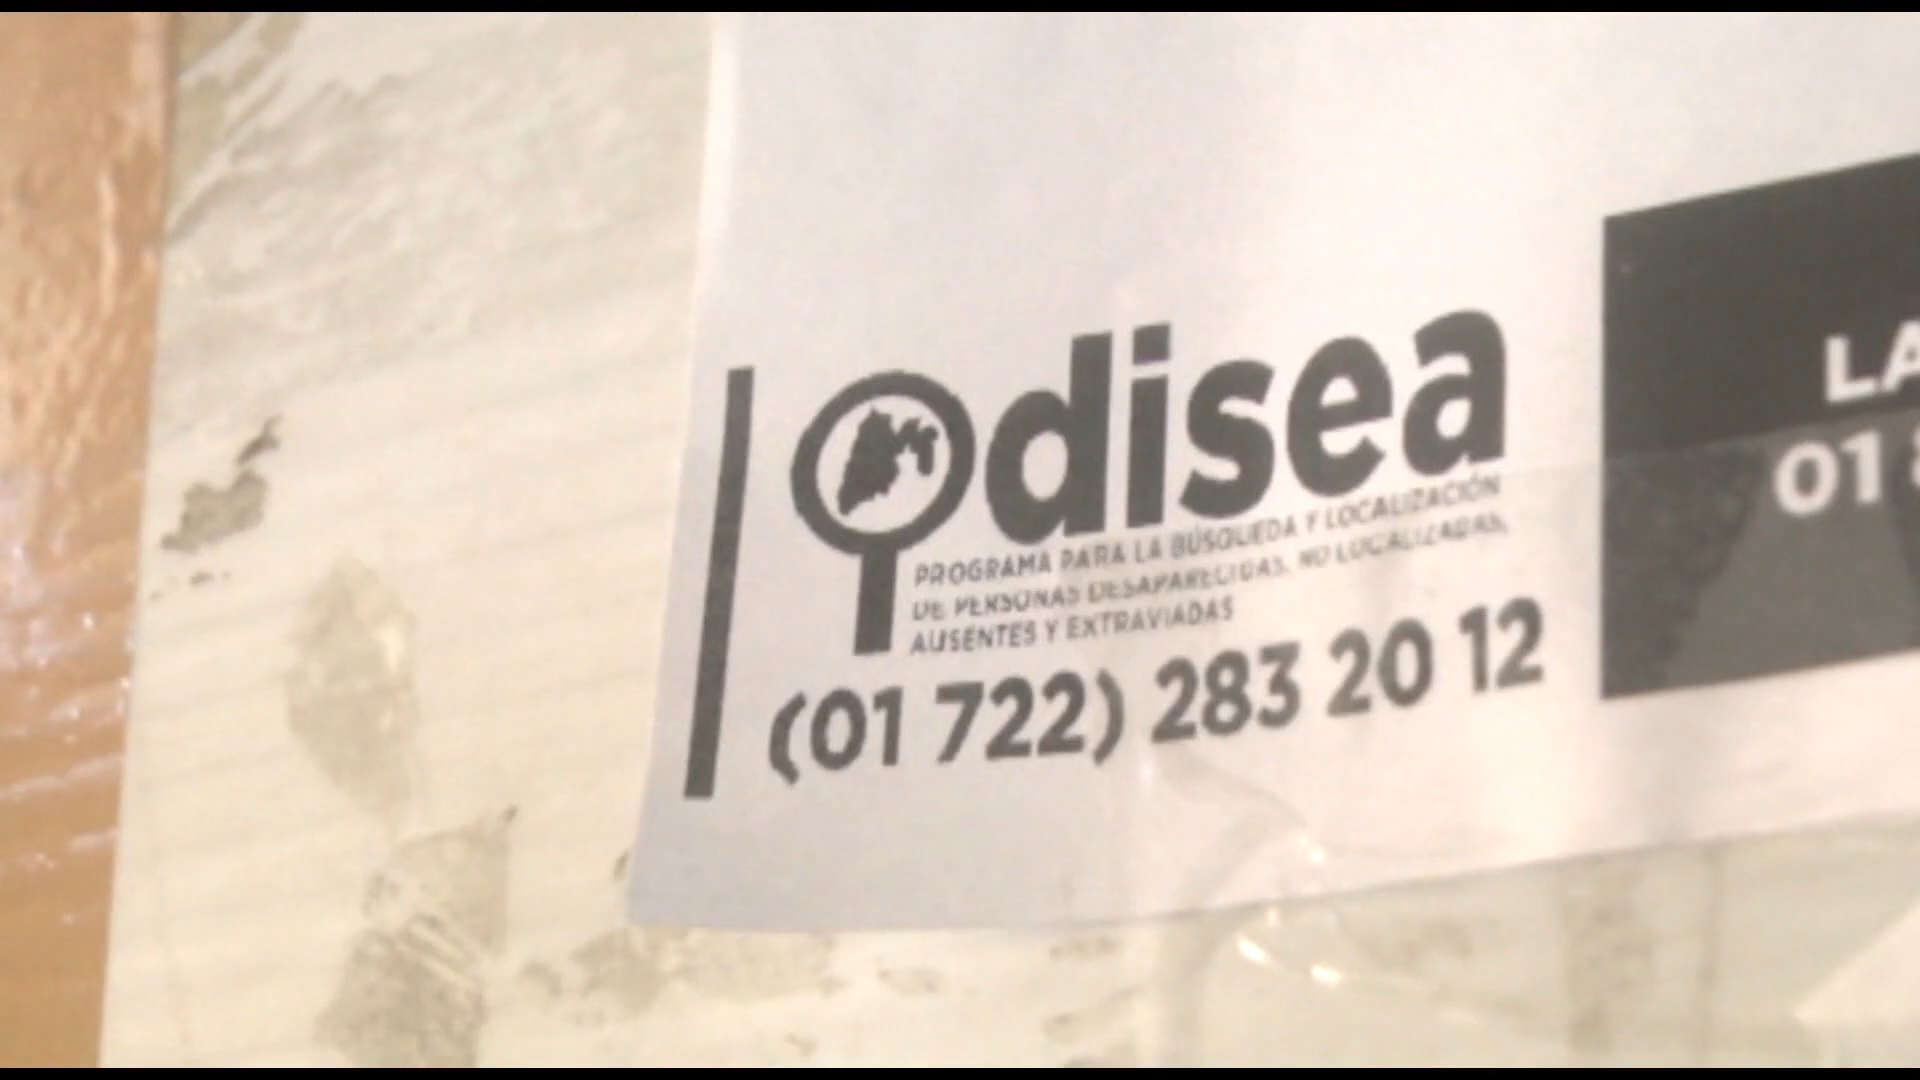 Odisea
PROGRAMA PARA LA BÚSQUEDA Y LOCALIZACIÓN
DE PERSONAS DESAPARECIDAS, NO LOCALIZADAS,
AUSENTES Y EXTRAVIADAS
(01 722) 283 20 12
LA
01